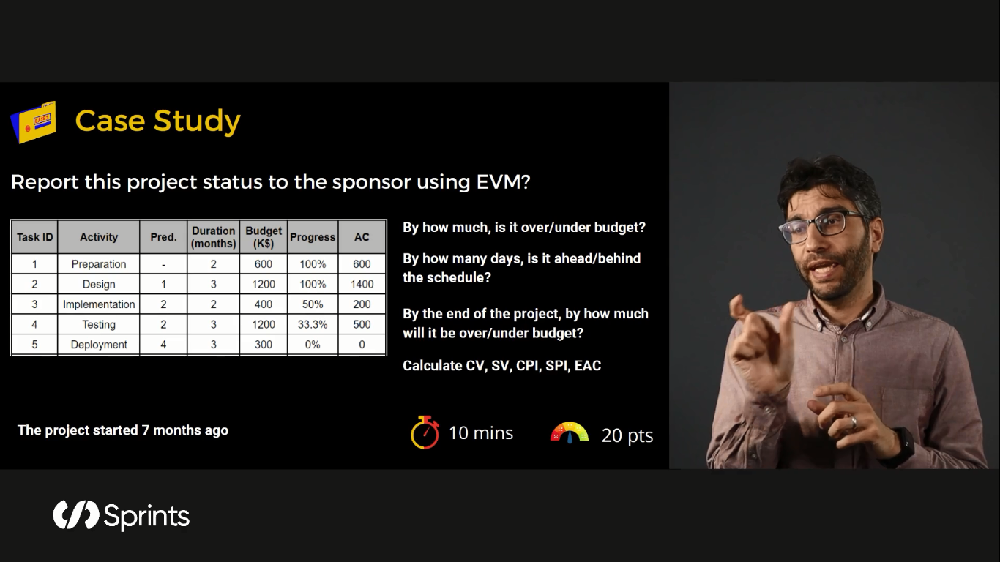 CASES
Case Study
Report this project status to the sponsor using EVM?
Task ID Activity Pred. Duration (months) Budget (K$) Progress AC
1 Preparation - 2 600 100% 600
2 Design 1 3 1200 100% 1400
3 Implementation 2 2 400 50% 200
4 Testing 2 3 1200 33.3% 500
5 Deployment 4 3 300 0% 0
By how much, is it over/under budget?
By how many days, is it ahead/behind
the schedule?
By the end of the project, by how much
will it be over/under budget?
Calculate CV, SV, CPI, SPI, EAC
The project started 7 months ago
10 mins
20 pts
Sprints